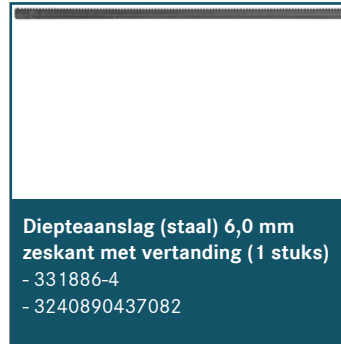 Diepteaanslag (staal) 6,0 mm
zeskant met vertanding (1 stuks)
- 331886-4
- 3240890437082